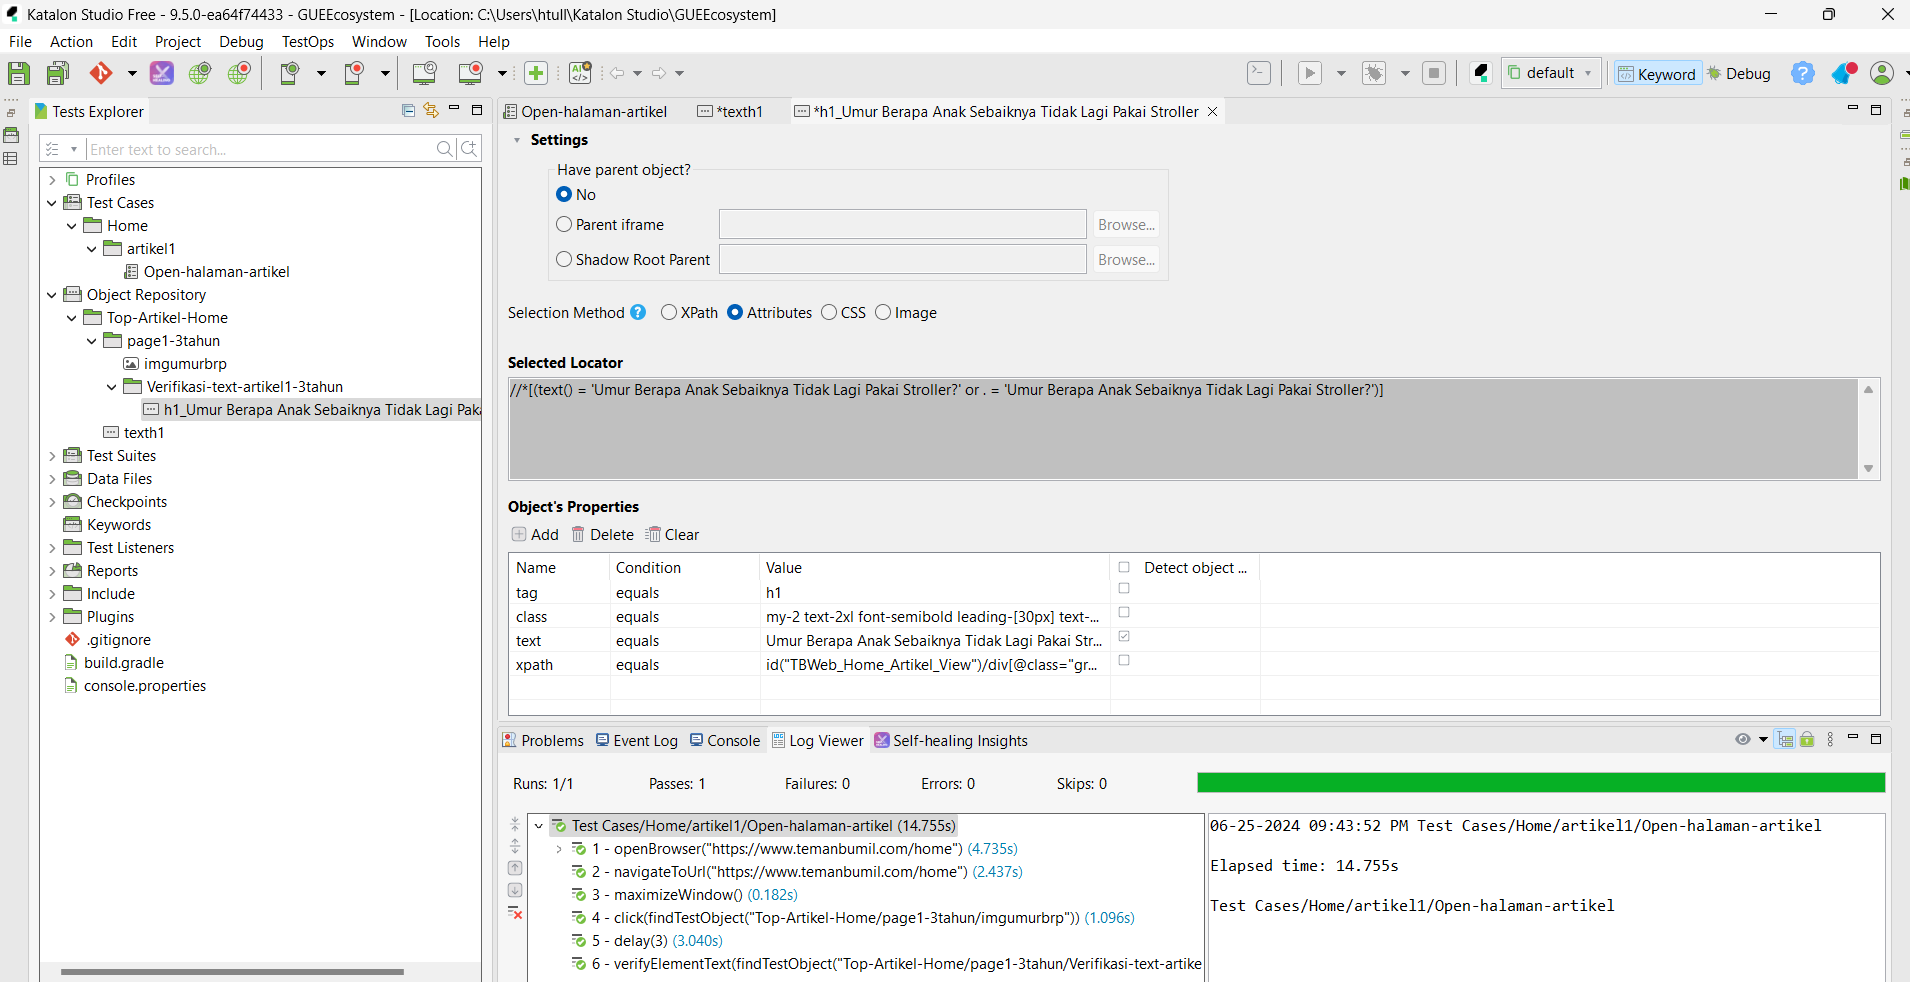 Katalon Studio Free - 9.5.0-ea64f74433 - GUEEcosystem - [Location: C:\Users\htull\Katalon Studio\GUEEcosystem]
File Action Edit Project Debug TestOps Window Tools Help
default Keyword Debug
Tests Explorer
Enter text to search...
Profiles
Test Cases
Home
artikel1
Open-halaman-artikel
Object Repository
Top-Artikel-Home
page1-3tahun
imgumurbrp
Verifikasi-text-artikel1-3tahun
h1_Umur Berapa Anak Sebaiknya Tidak Lagi Paka
texth1
Test Suites
Data Files
Checkpoints
Keywords
Test Listeners
Reports
Include
Plugins
.gitignore
build.gradle
console.properties
Open-halaman-artikel *texth1 *h1_Umur Berapa Anak Sebaiknya Tidak Lagi Pakai Stroller
Settings
Have parent object?
No
Parent iframe Browse...
Shadow Root Parent Browse...
Selection Method ? XPath Attributes CSS Image
Selected Locator
//*[(text() = 'Umur Berapa Anak Sebaiknya Tidak Lagi Pakai Stroller?' or . = 'Umur Berapa Anak Sebaiknya Tidak Lagi Pakai Stroller?')]
Object's Properties
Add Delete Clear
Name Condition Value Detect object ...
tag equals h1
class equals my-2 text-2xl font-semibold leading-[30px] text-...
text equals Umur Berapa Anak Sebaiknya Tidak Lagi Pakai Str...
xpath equals id("TBWeb_Home_Artikel_View")/div[@class="gr...
Problems Event Log Console Log Viewer Self-healing Insights
Runs: 1/1 Passes: 1 Failures: 0 Errors: 0 Skips: 0
Test Cases/Home/artikel1/Open-halaman-artikel (14.755s)
1 - openBrowser("https://www.temanbumil.com/home") (4.735s)
2 - navigateToUrl("https://www.temanbumil.com/home") (2.437s)
3 - maximizeWindow() (0.182s)
4 - click(findTestObject("Top-Artikel-Home/page1-3tahun/imgumurbrp")) (1.096s)
5 - delay(3) (3.040s)
6 - verifyElementText(findTestObject("Top-Artikel-Home/page1-3tahun/Verifikasi-text-artike
06-25-2024 09:43:52 PM Test Cases/Home/artikel1/Open-halaman-artikel
Elapsed time: 14.755s
Test Cases/Home/artikel1/Open-halaman-artikel